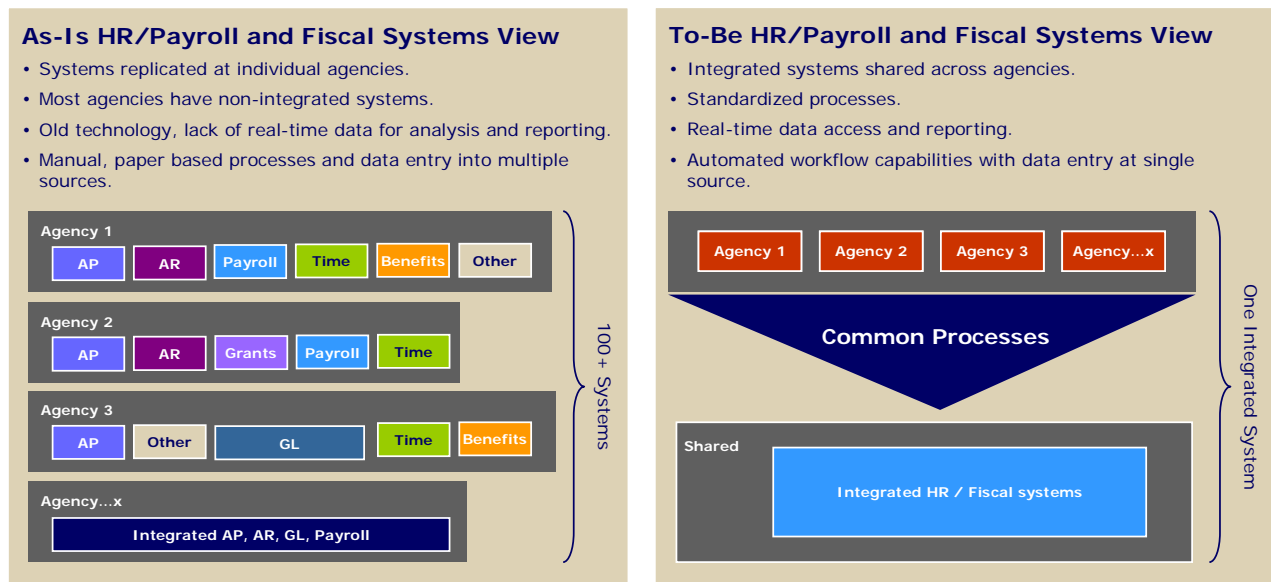 As-Is HR/Payroll and Fiscal Systems View
• Systems replicated at individual agencies.
• Most agencies have non-integrated systems.
• Old technology, lack of real-time data for analysis and reporting.
• Manual, paper based processes and data entry into multiple
sources.
Agency 1
AP
AR
Payroll
Time
Benefits
Other
Agency 2
AP
AR
Grants
Payroll
Time
Agency 3
AP
Other
GL
Time
Benefits
Agency...x
Integrated AP, AR, GL, Payroll
100+ Systems
To-Be HR/Payroll and Fiscal Systems View
• Integrated systems shared across agencies.
• Standardized processes.
• Real-time data access and reporting.
• Automated workflow capabilities with data entry at single
source.
Agency 1
Agency 2
Agency 3
Agency...x
Common Processes
Shared
Integrated HR / Fiscal systems
One Integrated System